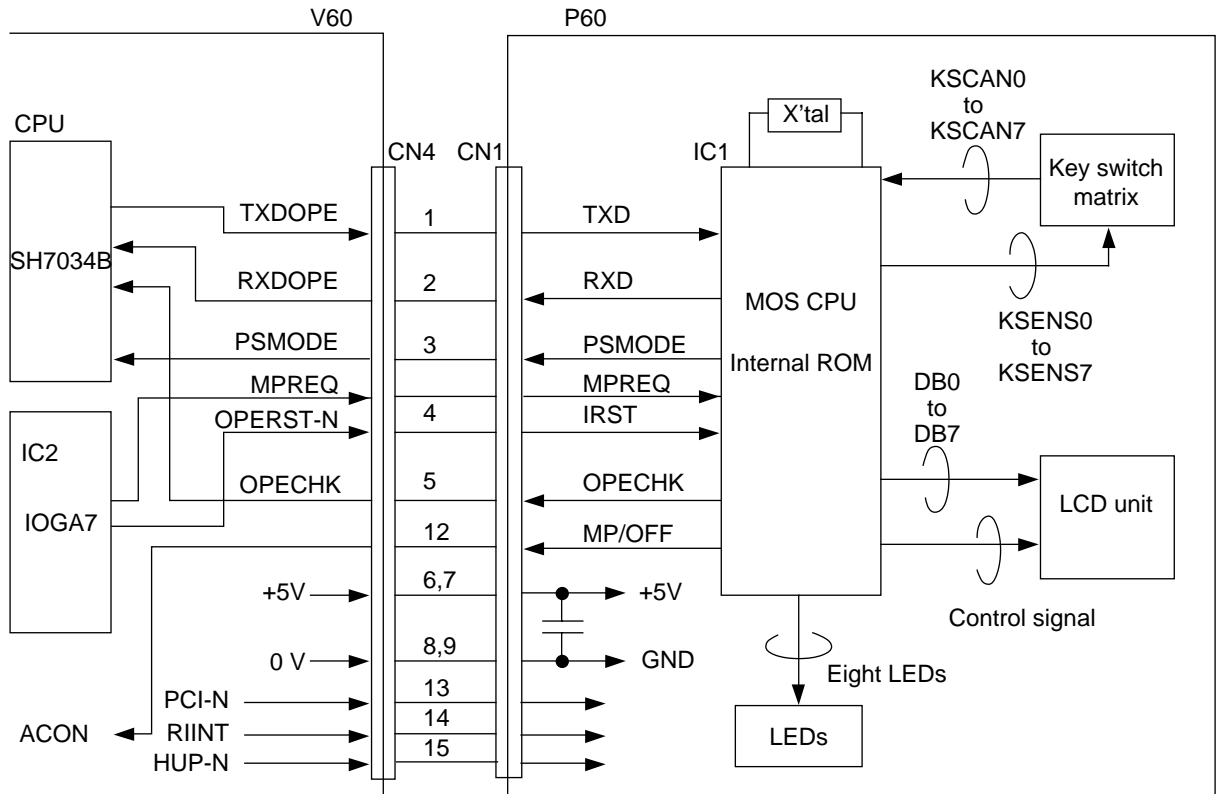 V60
P60
CPU
SH7034B
IC2
IOGA7
ACON
TXDOPE
RXDOPE
PSMODE
MPREQ
OPERST-N
OPECHK
+5V
0 V
PCI-N
RIINT
HUP-N
CN4
CN1
1
2
3
4
5
12
6,7
8,9
13
14
15
TXD
RXD
PSMODE
MPREQ
IRST
OPECHK
MP/OFF
+5V
GND
IC1
X'tal
MOS CPU
Internal ROM
KSCAN0
to
KSCAN7
Key switch
matrix
KSENS0
to
KSENS7
DB0
to
DB7
LCD unit
Control signal
Eight LEDs
LEDs